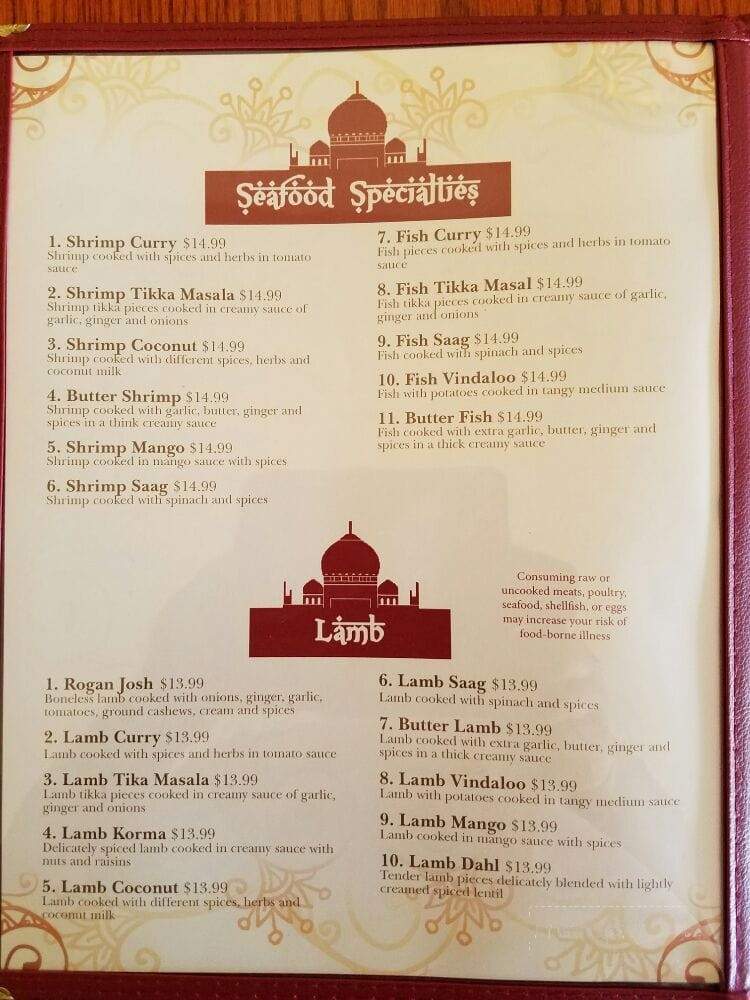 Seafood Specialties
1. Shrimp Curry $14.99
Shrimp cooked with spices and herbs in tomato
sauce
2. Shrimp Tikka Masala $14.99
Shrimp tikka pieces cooked in creamy sauce of
garlic, ginger and onions
3. Shrimp Coconut $14.99
Shrimp cooked with different spices, herbs and
coconut milk
4. Butter Shrimp $14.99
Shrimp cooked with garlic, butter, ginger and
spices in a think creamy sauce
5. Shrimp Mango $14.99
Shrimp cooked in mango sauce with spices
6. Shrimp Saag $14.99
Shrimp cooked with spinach and spices
7. Fish Curry $14.99
Fish pieces cooked with spices and herbs in tomato
sauce
8. Fish Tikka Masal $14.99
Fish tikka pieces cooked in creamy sauce of garlic,
ginger and onions
9. Fish Saag $14.99
Fish cooked with spinach and spices
10. Fish Vindaloo $14.99
Fish with potatoes cooked in tangy medium sauce
11. Butter Fish $14.99
Fish cooked with extra garlic, butter, ginger and
spices in a thick creamy sauce
Lamb
Consuming raw or
uncooked meats, poultry,
seafood, shellfish, or eggs
may increase your risk of
food-borne illness
1. Rogan Josh $13.99
Boneless lamb cooked with onions, ginger, garlic,
tomatoes, ground cashews, cream and spices
2. Lamb Curry $13.99
Lamb cooked with spices and herbs in tomato sauce
3. Lamb Tika Masala $13.99
Lamb tikka pieces cooked in creamy sauce of garlic,
ginger and onions
4. Lamb Korma $13.99
Delicately spiced lamb cooked in creamy sauce with
nuts and raisins
5. Lamb Coconut $13.99
Lamb cooked with different spices, herbs and
coconut milk
6. Lamb Saag $13.99
Lamb cooked with spinach and spices
7. Butter Lamb $13.99
Lamb cooked with extra garlic, butter, ginger and
spices in a thick creamy sauce
8. Lamb Vindaloo $13.99
Lamb with potatoes cooked in tangy medium sauce
9. Lamb Mango $13.99
Lamb cooked in mango sauce with spices
10. Lamb Dahl $13.99
Tender lamb pieces delicately blended with lightly
creamed spiced lentil